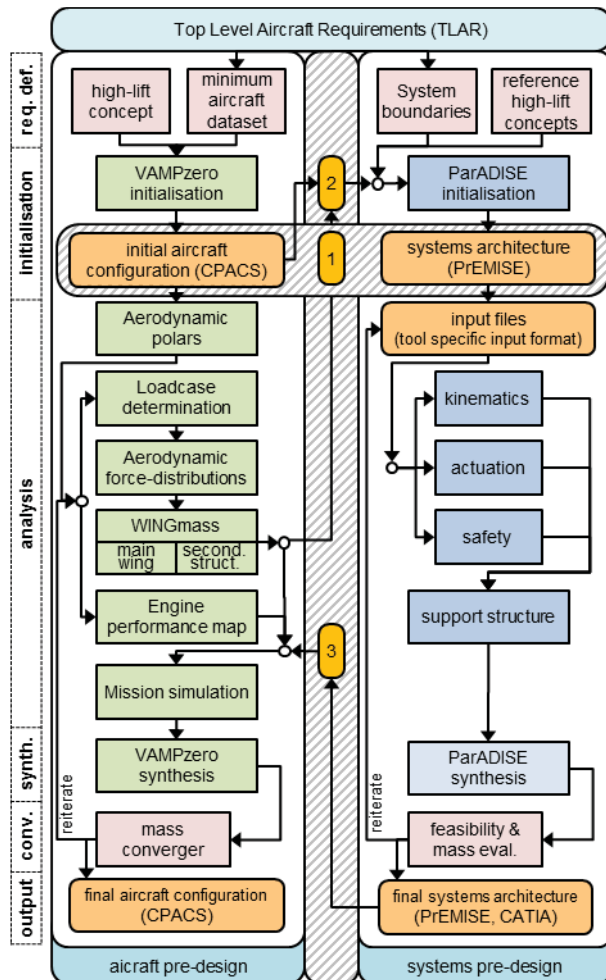 Top Level Aircraft Requirements (TLAR)
req. def.
high-lift
concept
minimum
aircraft
dataset
System
boundaries
reference
high-lift
concepts
initialisation
VAMPzero
initialisation
2
ParADISE
initialisation
initial aircraft
configuration (CPACS)
1
systems architecture
(PrEMISE)
analysis
Aerodynamic
polars
input files
(tool specific input format)
Loadcase
determination
kinematics
Aerodynamic
force-distributions
actuation
WINGmass
main
wing
second.
struct.
safety
Engine
performance map
support structure
3
Mission simulation
synth.
VAMPzero
synthesis
ParADISE
synthesis
reiterate
reiterate
conv.
mass
converger
feasibility &
mass eval.
output
final aircraft configuration
(CPACS)
final systems architecture
(PrEMISE, CATIA)
aicraft pre-design
systems pre-design